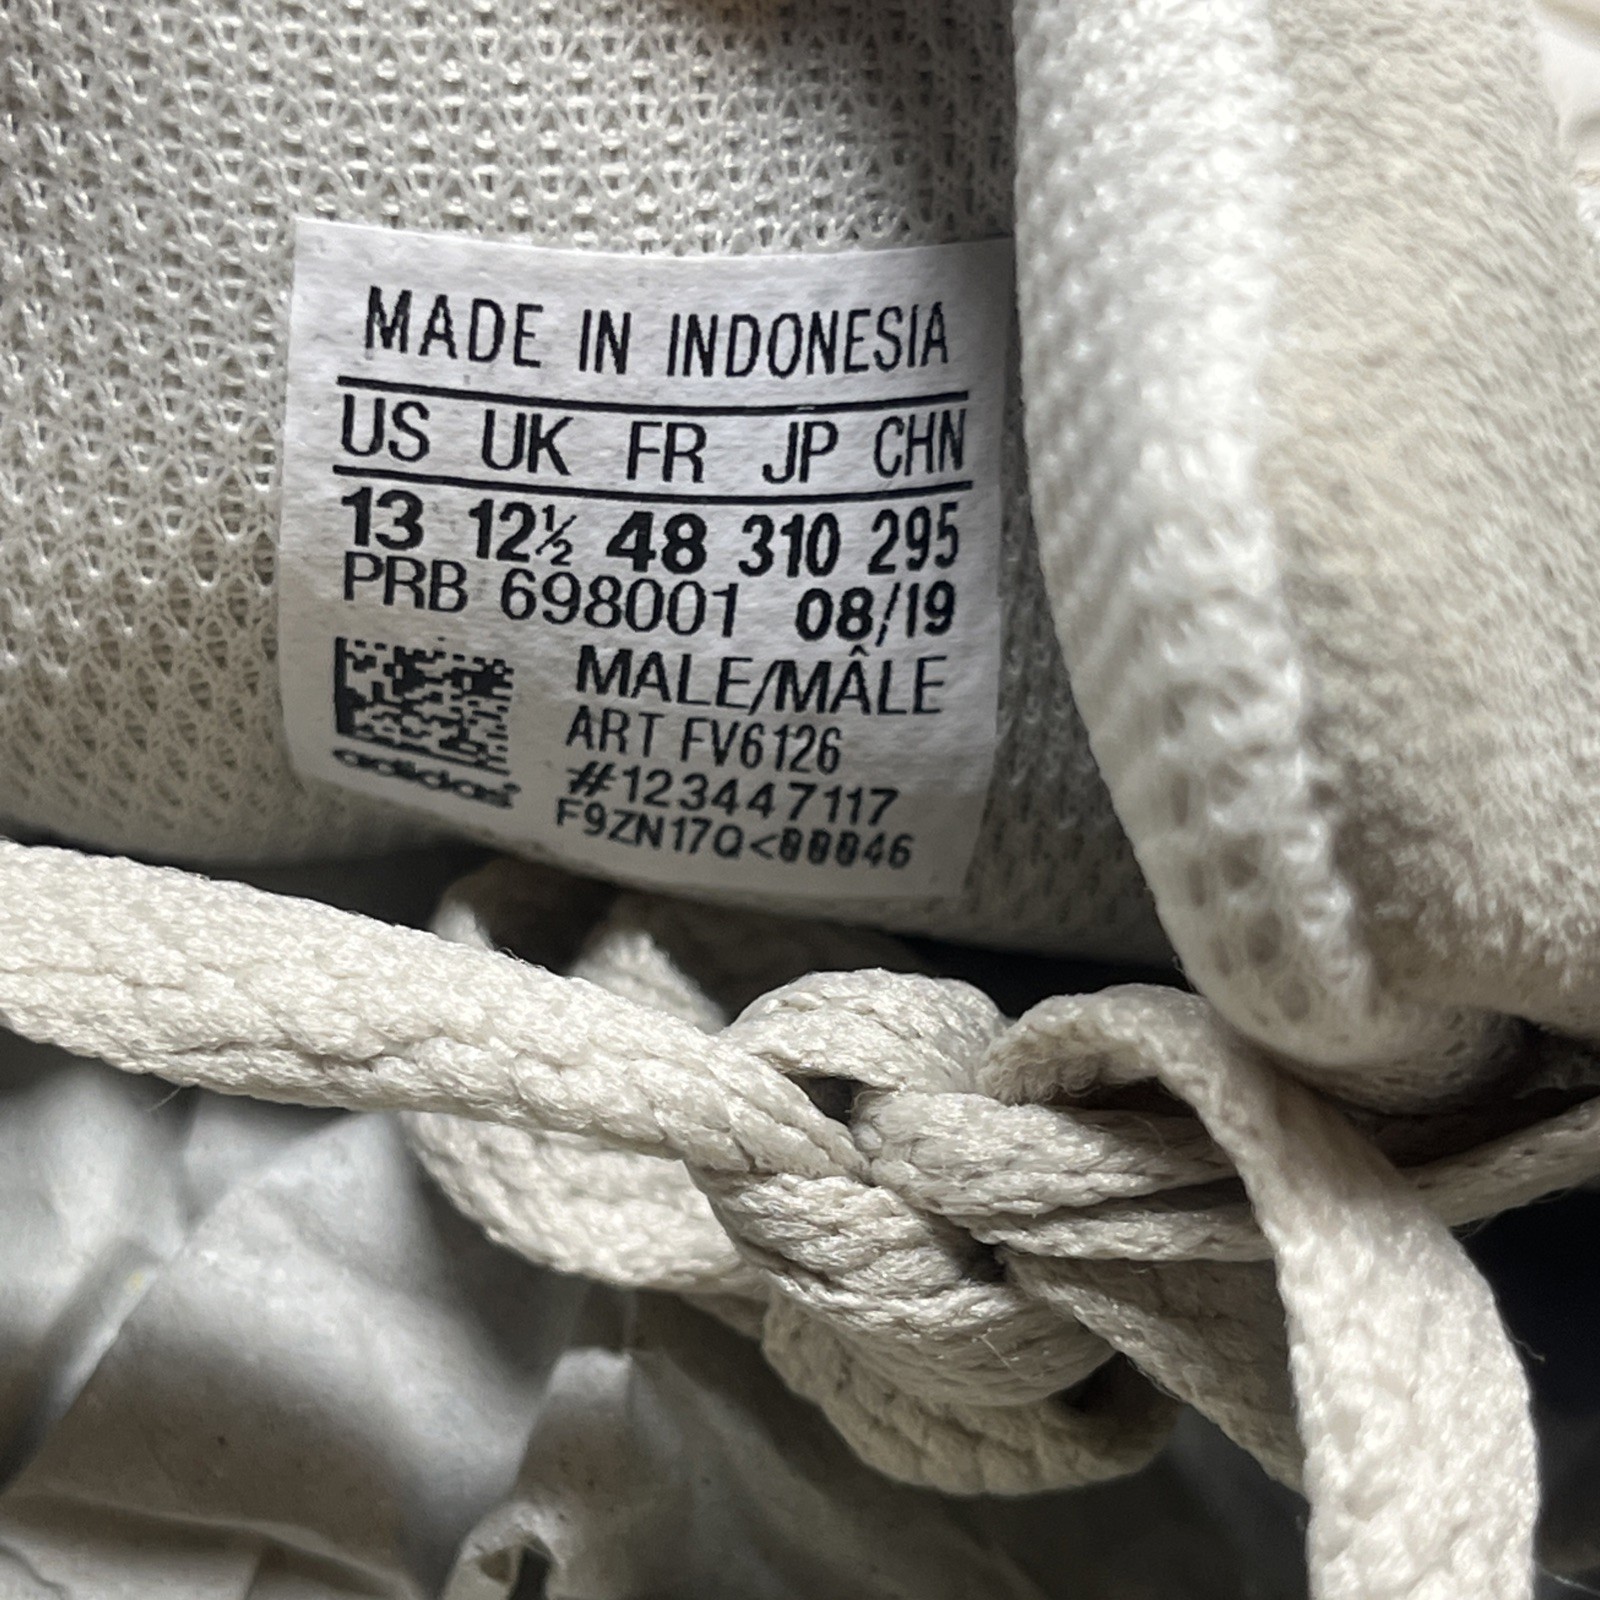 MADE IN INDONESIA
US UK FR JP CHN
13 12½ 48 310 295
PRB 698001 08/19
MALE/MÂLE
ART FV6126
#123447117
adidas
F9ZN17Q<00046